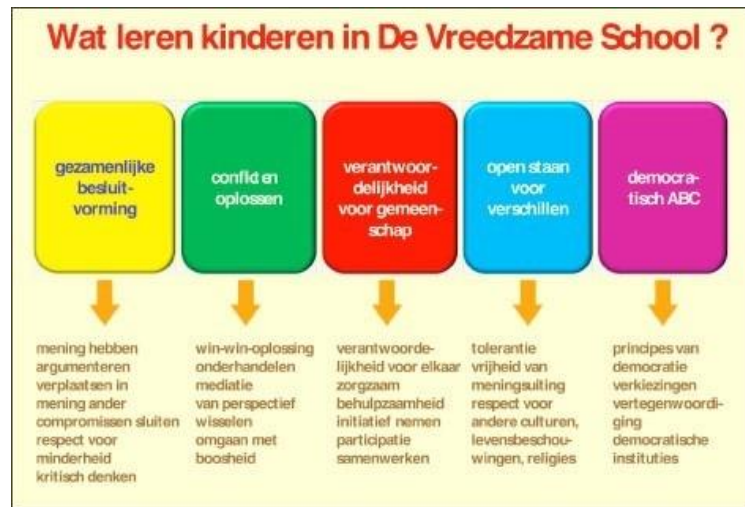 Wat leren kinderen in De Vreedzame School ?
gezamenlijke
besluit-
vorming
conflicten
oplossen
verantwoor-
delijkheid
voor gemeen-
schap
open staan
voor
verschillen
democra-
tisch ABC
mening hebben
argumenteren
verplaatsen in
mening ander
compromissen sluiten
respect voor
minderheid
kritisch denken
win-win-oplossing
onderhandelen
mediatie
van perspectief
wisselen
omgaan met
boosheid
verantwoorde-
lijkheid voor elkaar
zorgzaam
behulpzaamheid
initiatief nemen
participatie
samenwerken
tolerantie
vrijheid van
meningsuiting
respect voor
andere culturen,
levensbeschou-
wingen, religies
principes van
democratie
verkiezingen
vertegenwoordi-
ging
democratische
instituties